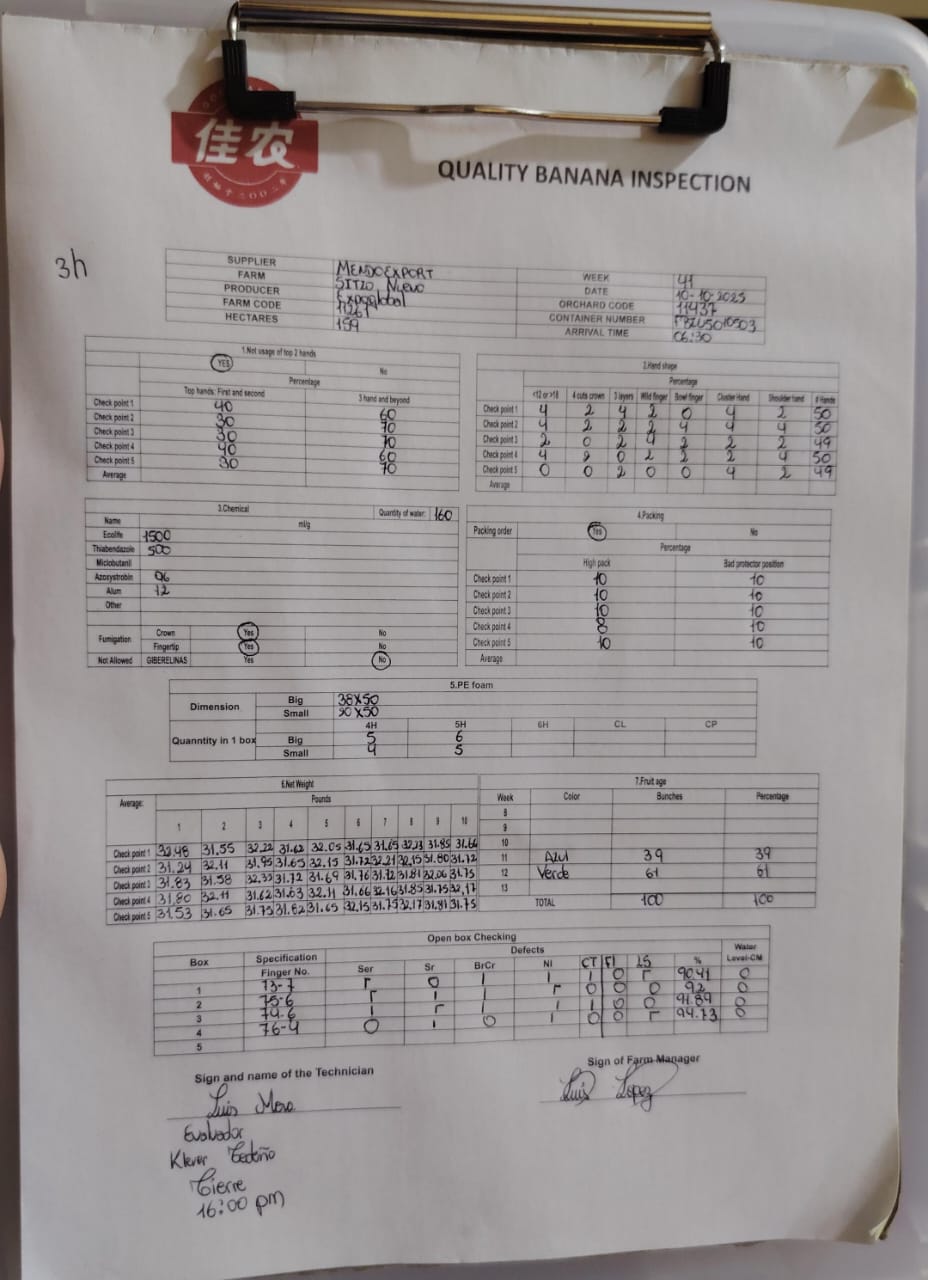 佳农
QUALITY BANANA INSPECTION
3h
SUPPLIER MENDOEXPORT
FARM SITIO Nuevo WEEK 41
PRODUCER Expoglobal DATE 10-10-2025
FARM CODE ORCHARD CODE 11437
HECTARES 159 CONTAINER NUMBER
ARRIVAL TIME 06:30
1.Not usage of top 2 hands
YES No
Percentage
Top hands: First and second 3 hand and beyond
Check point 1 40 60
Check point 2 30 70
Check point 3 30 70
Check point 4 40 60
Check point 5 30 70
Average
2.Hand shape
Percentage
<12 or >18 4 cuts crown 3 layers Wild finger Bowl finger Cluster Hand Shoulder hand # Hands
Check point 1 4 2 4 2 0 4 2 50
Check point 2 4 2 2 2 4 4 4 50
Check point 3 2 0 2 4 2 2 2 49
Check point 4 4 2 0 2 2 2 4 50
Check point 5 0 0 2 0 0 4 2 49
Average
3.Chemical Quantity of water: 160
Name ml/g
Ecolife 1500
Thiabendazole 500
Miclobutanil
Azoxystrobin 96
Alum 12
Other
Fumigation Crown Yes No
Fingertip Yes No
Not Allowed GIBERELINAS Yes No
4.Packing
Packing order Yes No
Percentage
High pack Bad protector position
Check point 1 10 10
Check point 2 10 10
Check point 3 10 10
Check point 4 8 10
Check point 5 10 10
Average
5.PE foam
Dimension Big 38x50
Small x50
4H 5H 6H CL CP
Quanntity in 1 box Big 5 6
Small 4 5
6.Net Weight
Average: Pounds
1 2 3 4 5 6 7 8 9 10
Check point 1 32.48 31.55 32.22 31.62 32.05 31.65 31.65 31.85 31.66
Check point 2 31.24 32.11 31.95 31.65 32.15 31.72 32.21 32.15 31.80 31.72
Check point 3 31.83 31.58 32.33 31.72 31.69 31.76 31.72 31.81 32.06 31.75
Check point 4 31.80 32.11 31.62 31.63 32.11 31.66 32.16 31.85 31.75 32.17
Check point 5 31.53 31.65 31.75 31.82 31.65 32.15 31.75 32.17 31.81 31.75
7.Fruit age
Week Color Bunches Percentage
8
9
10
11 Azul 39 39
12 Verde 61 61
13
TOTAL 100 100
Open box Checking
Box Specification Defects Water
Finger No. Ser Sr BrCr NI CT FI LS % Level-CM
1 73-7 Γ 0 1 1 1 0 Γ 90.41 0
2 75-6 Γ 1 1 Γ 0 0 0 92 0
3 74-6 1 Γ 1 1 1 0 0 91.89 0
4 76-4 0 1 0 1 0 0 Γ 94.73 0
5
Sign and name of the Technician
Sign of Farm Manager
Luis Mora
Luis Lopez
Evaluador
Klever Cedeño
Cierre
16:00 pm